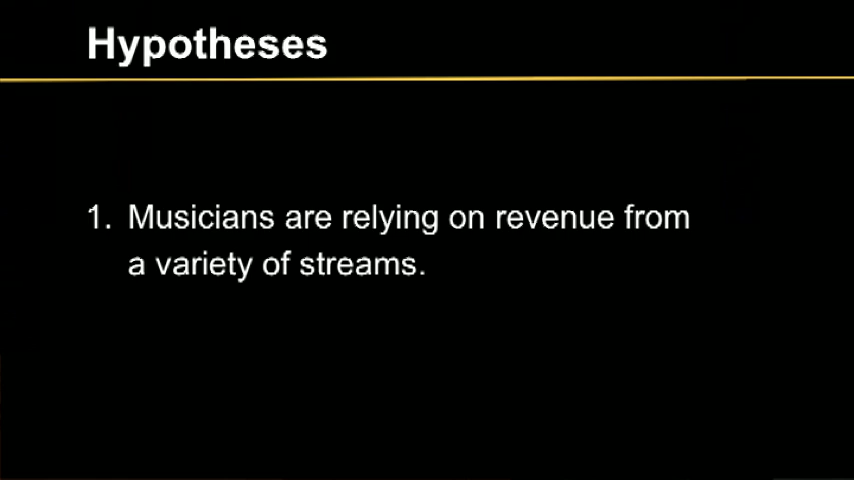 Hypotheses
1. Musicians are relying on revenue from
a variety of streams.